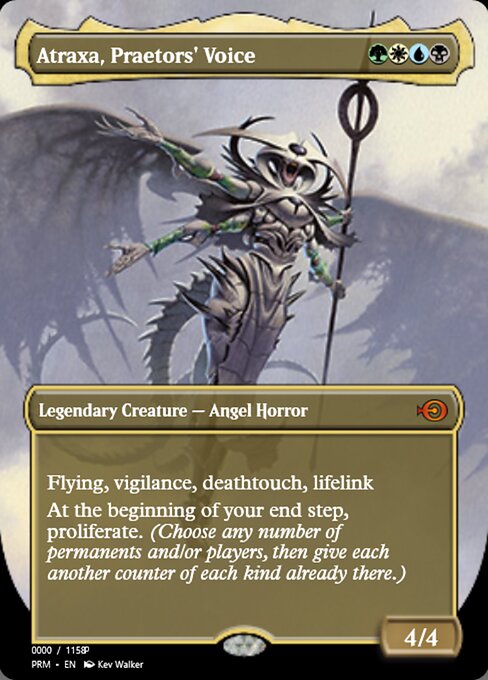 Atraxa, Praetors' Voice
Legendary Creature — Angel Horror
Flying, vigilance, deathtouch, lifelink
At the beginning of your end step,
proliferate. (Choose any number of
permanents and/or players, then give each
another counter of each kind already there.)
4/4
0000 / 1158P
PRM • EN Kev Walker